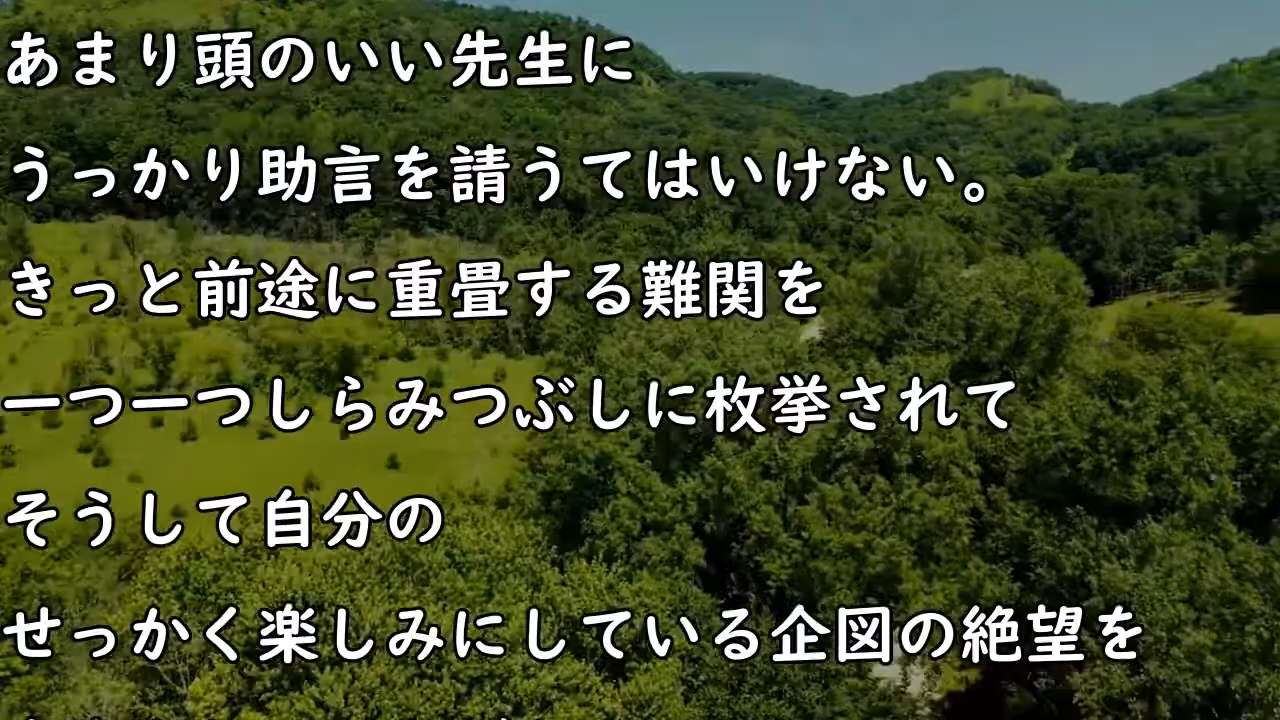 あまり頭のいい先生に
うっかり助言を請うてはいけない。
きっと前途に重畳する難関を
一つ一つしらみつぶしに枚挙されて
そうして自分の
せっかく楽しみにしている企図の絶望を